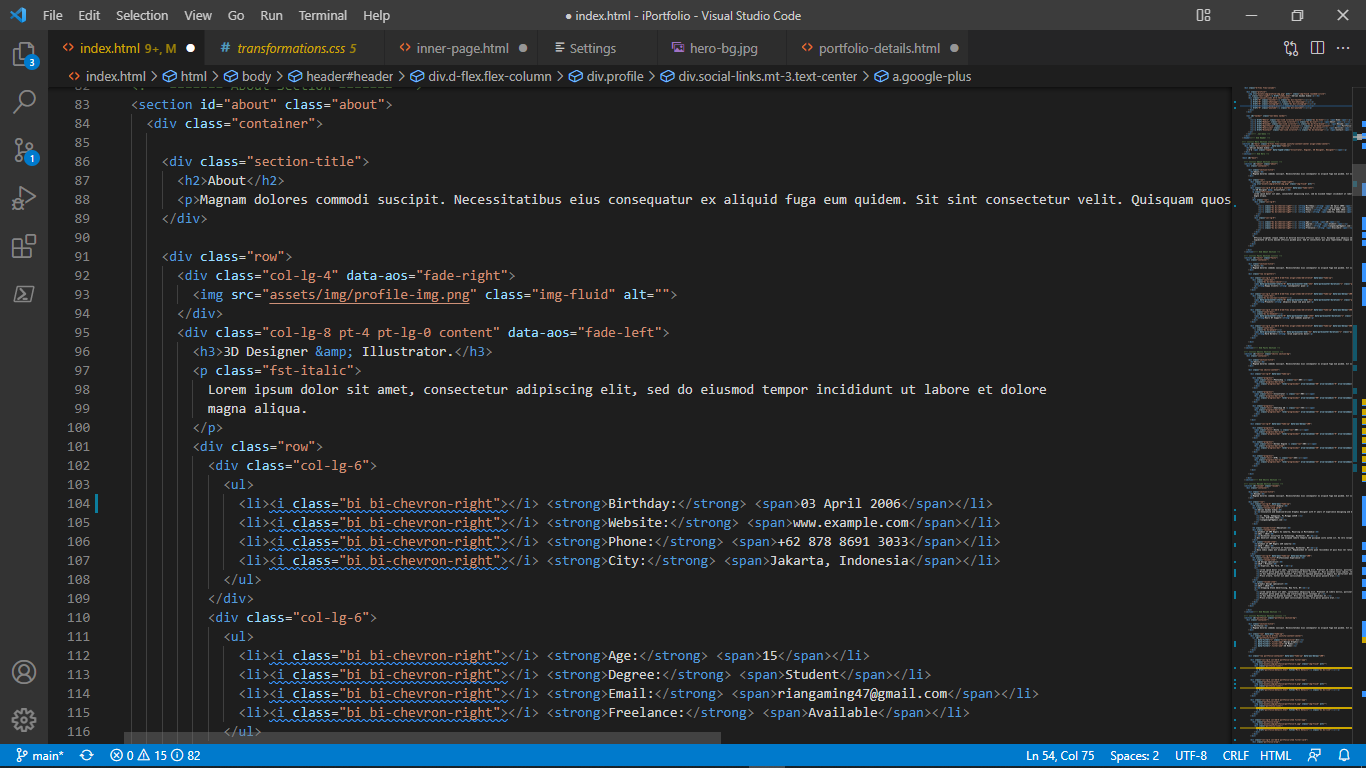 File Edit Selection View Go Run Terminal Help
● index.html - iPortfolio - Visual Studio Code
<> index.html 9+, M ●
# transformations.css 5
<> inner-page.html ●
Settings
hero-bg.jpg
<> portfolio-details.html ●
<> index.html > html > body > header#header > div.d-flex.flex-column > div.profile > div.social-links.mt-3.text-center > a.google-plus
3
1
82 <!-- ======= About Section ======= -->
83 <section id="about" class="about">
84 <div class="container">
85
86 <div class="section-title">
87 <h2>About</h2>
88 <p>Magnam dolores commodi suscipit. Necessitatibus eius consequatur ex aliquid fuga eum quidem. Sit sint consectetur velit. Quisquam quos
89 </div>
90
91 <div class="row">
92 <div class="col-lg-4" data-aos="fade-right">
93 <img src="assets/img/profile-img.png" class="img-fluid" alt="">
94 </div>
95 <div class="col-lg-8 pt-4 pt-lg-0 content" data-aos="fade-left">
96 <h3>3D Designer &amp; Illustrator.</h3>
97 <p class="fst-italic">
98 Lorem ipsum dolor sit amet, consectetur adipiscing elit, sed do eiusmod tempor incididunt ut labore et dolore
99 magna aliqua.
100 </p>
101 <div class="row">
102 <div class="col-lg-6">
103 <ul>
104 <li><i class="bi bi-chevron-right"></i> <strong>Birthday:</strong> <span>03 April 2006</span></li>
105 <li><i class="bi bi-chevron-right"></i> <strong>Website:</strong> <span>www.example.com</span></li>
106 <li><i class="bi bi-chevron-right"></i> <strong>Phone:</strong> <span>+62 878 8691 3033</span></li>
107 <li><i class="bi bi-chevron-right"></i> <strong>City:</strong> <span>Jakarta, Indonesia</span></li>
108 </ul>
109 </div>
110 <div class="col-lg-6">
111 <ul>
112 <li><i class="bi bi-chevron-right"></i> <strong>Age:</strong> <span>15</span></li>
113 <li><i class="bi bi-chevron-right"></i> <strong>Degree:</strong> <span>Student</span></li>
114 <li><i class="bi bi-chevron-right"></i> <strong>Email:</strong> <span>riangaming47@gmail.com</span></li>
115 <li><i class="bi bi-chevron-right"></i> <strong>Freelance:</strong> <span>Available</span></li>
116 </ul>
main* 0 15 82 Ln 54, Col 75 Spaces: 2 UTF-8 CRLF HTML